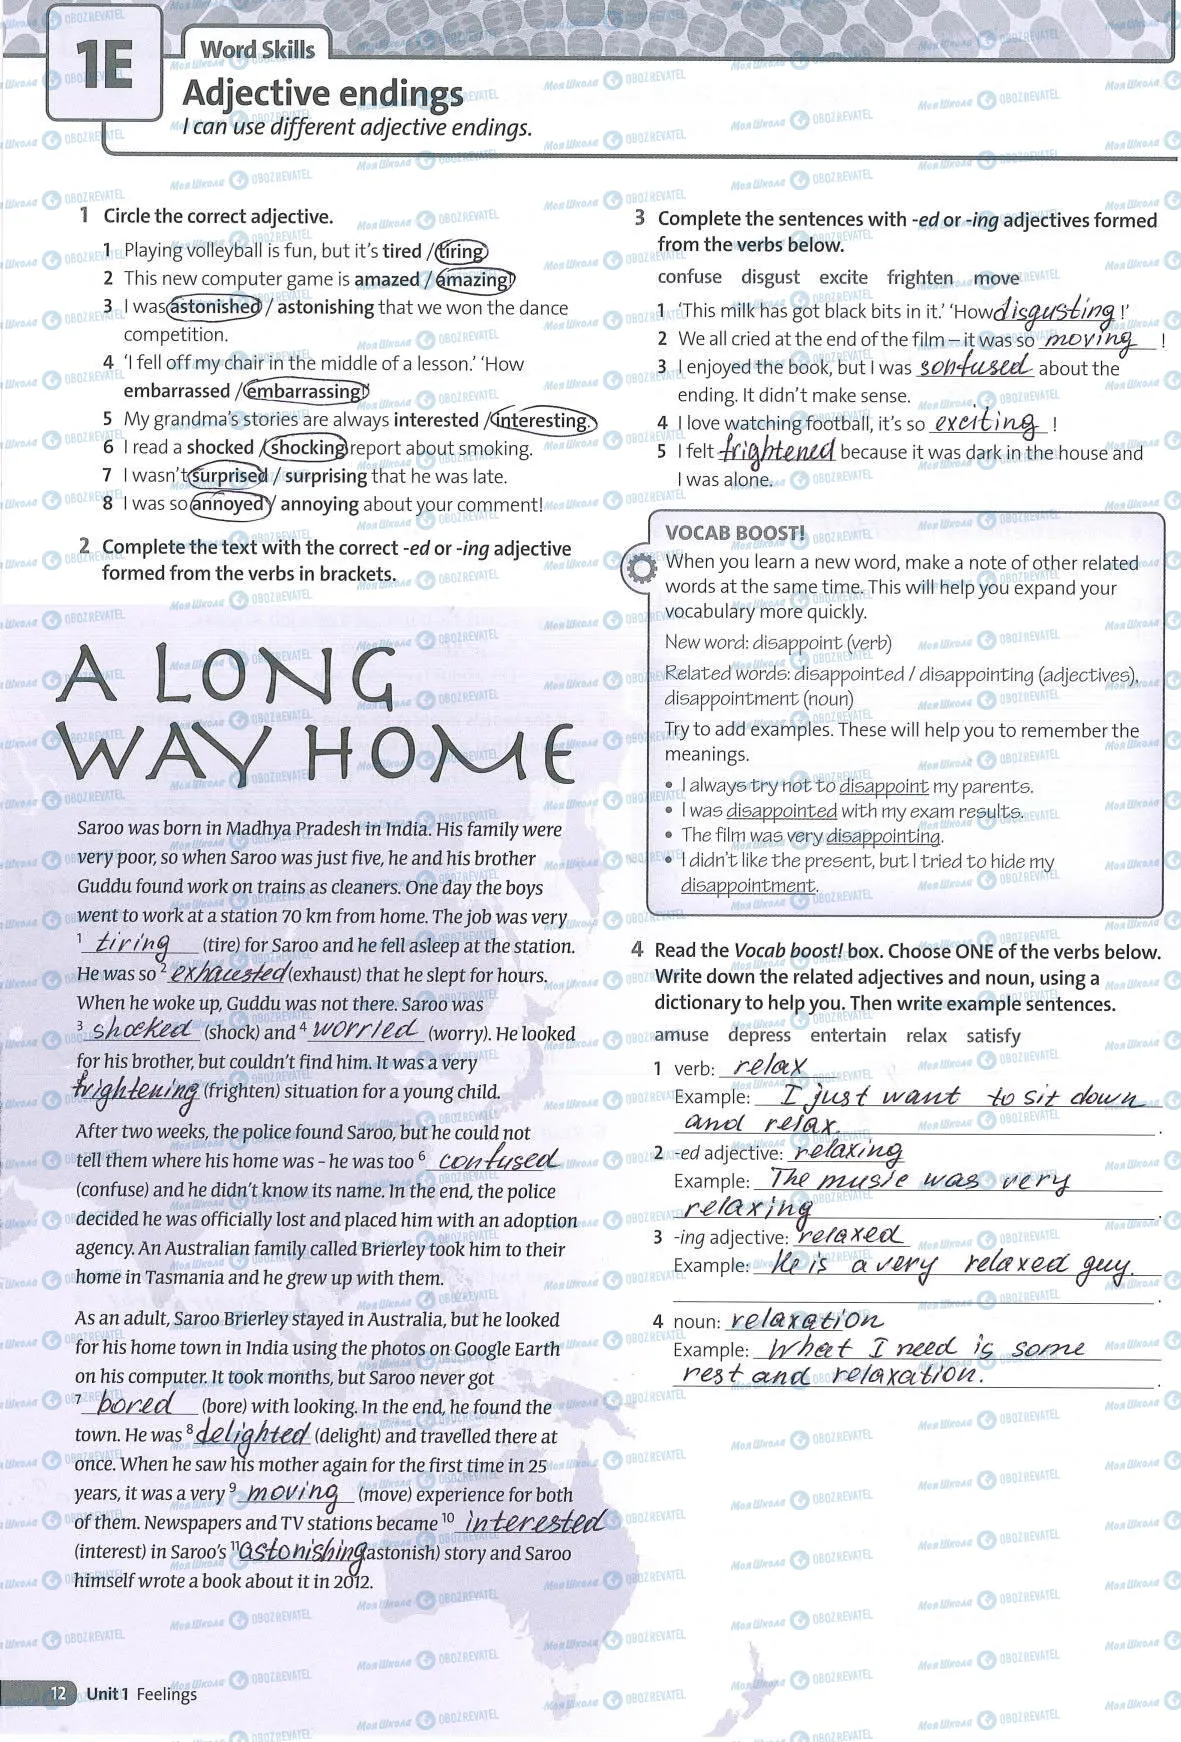 1E
Word Skills
Adjective endings
I can use different adjective endings.
1 Circle the correct adjective.
1 Playing volleyball is fun, but it's tired / tiring.
2 This new computer game is amazed / amazing!
3 I was astonished / astonishing that we won the dance
competition.
4 'I fell off my chair in the middle of a lesson.' 'How
embarrassed / embarrassing!'
5 My grandma's stories are always interested / interesting.
6 I read a shocked / shocking report about smoking.
7 I wasn't surprised / surprising that he was late.
8 I was so annoyed / annoying about your comment!
2 Complete the text with the correct -ed or -ing adjective
formed from the verbs in brackets.
A LONG
WAY HOME
Saroo was born in Madhya Pradesh in India. His family were
very poor, so when Saroo was just five, he and his brother
Guddu found work on trains as cleaners. One day the boys
went to work at a station 70 km from home. The job was very
1 tiring (tire) for Saroo and he fell asleep at the station.
He was so 2 exhausted (exhaust) that he slept for hours.
When he woke up, Guddu was not there. Saroo was
3 shocked (shock) and 4 worried (worry). He looked
for his brother, but couldn't find him. It was a very
frightening (frighten) situation for a young child.
After two weeks, the police found Saroo, but he could not
tell them where his home was – he was too 6 confused
(confuse) and he didn't know its name. In the end, the police
decided he was officially lost and placed him with an adoption
agency. An Australian family called Brierley took him to their
home in Tasmania and he grew up with them.
As an adult, Saroo Brierley stayed in Australia, but he looked
for his home town in India using the photos on Google Earth
on his computer. It took months, but Saroo never got
7 bored (bore) with looking. In the end, he found the
town. He was 8 delighted (delight) and travelled there at
once. When he saw his mother again for the first time in 25
years, it was a very 9 moving (move) experience for both
of them. Newspapers and TV stations became 10 interested
(interest) in Saroo's 11 astonishing (astonish) story and Saroo
himself wrote a book about it in 2012.
12 Unit 1 Feelings
3 Complete the sentences with -ed or -ing adjectives formed
from the verbs below.
confuse disgust excite frighten move
1 'This milk has got black bits in it.' 'How disgusting !'
2 We all cried at the end of the film – it was so moving !
3 I enjoyed the book, but I was sonfused about the
ending. It didn't make sense.
4 I love watching football, it's so exciting !
5 I felt frightened because it was dark in the house and
I was alone.
VOCAB BOOST!
When you learn a new word, make a note of other related
words at the same time. This will help you expand your
vocabulary more quickly.
New word: disappoint (verb)
Related words: disappointed / disappointing (adjectives),
disappointment (noun)
Try to add examples. These will help you to remember the
meanings.
• I always try not to disappoint my parents.
• I was disappointed with my exam results.
• The film was very disappointing.
• I didn't like the present, but I tried to hide my
disappointment.
4 Read the Vocab boost! box. Choose ONE of the verbs below.
Write down the related adjectives and noun, using a
dictionary to help you. Then write example sentences.
amuse depress entertain relax satisfy
1 verb: relax
Example: I just want to sit down
and relax.
2 -ed adjective: relaxing
Example: The music was very
relaxing.
3 -ing adjective: relaxed
Example: He is a very relaxed guy.
4 noun: relaxation
Example: What I need is some
rest and relaxation.
Моя Школа OBOZREVATEL